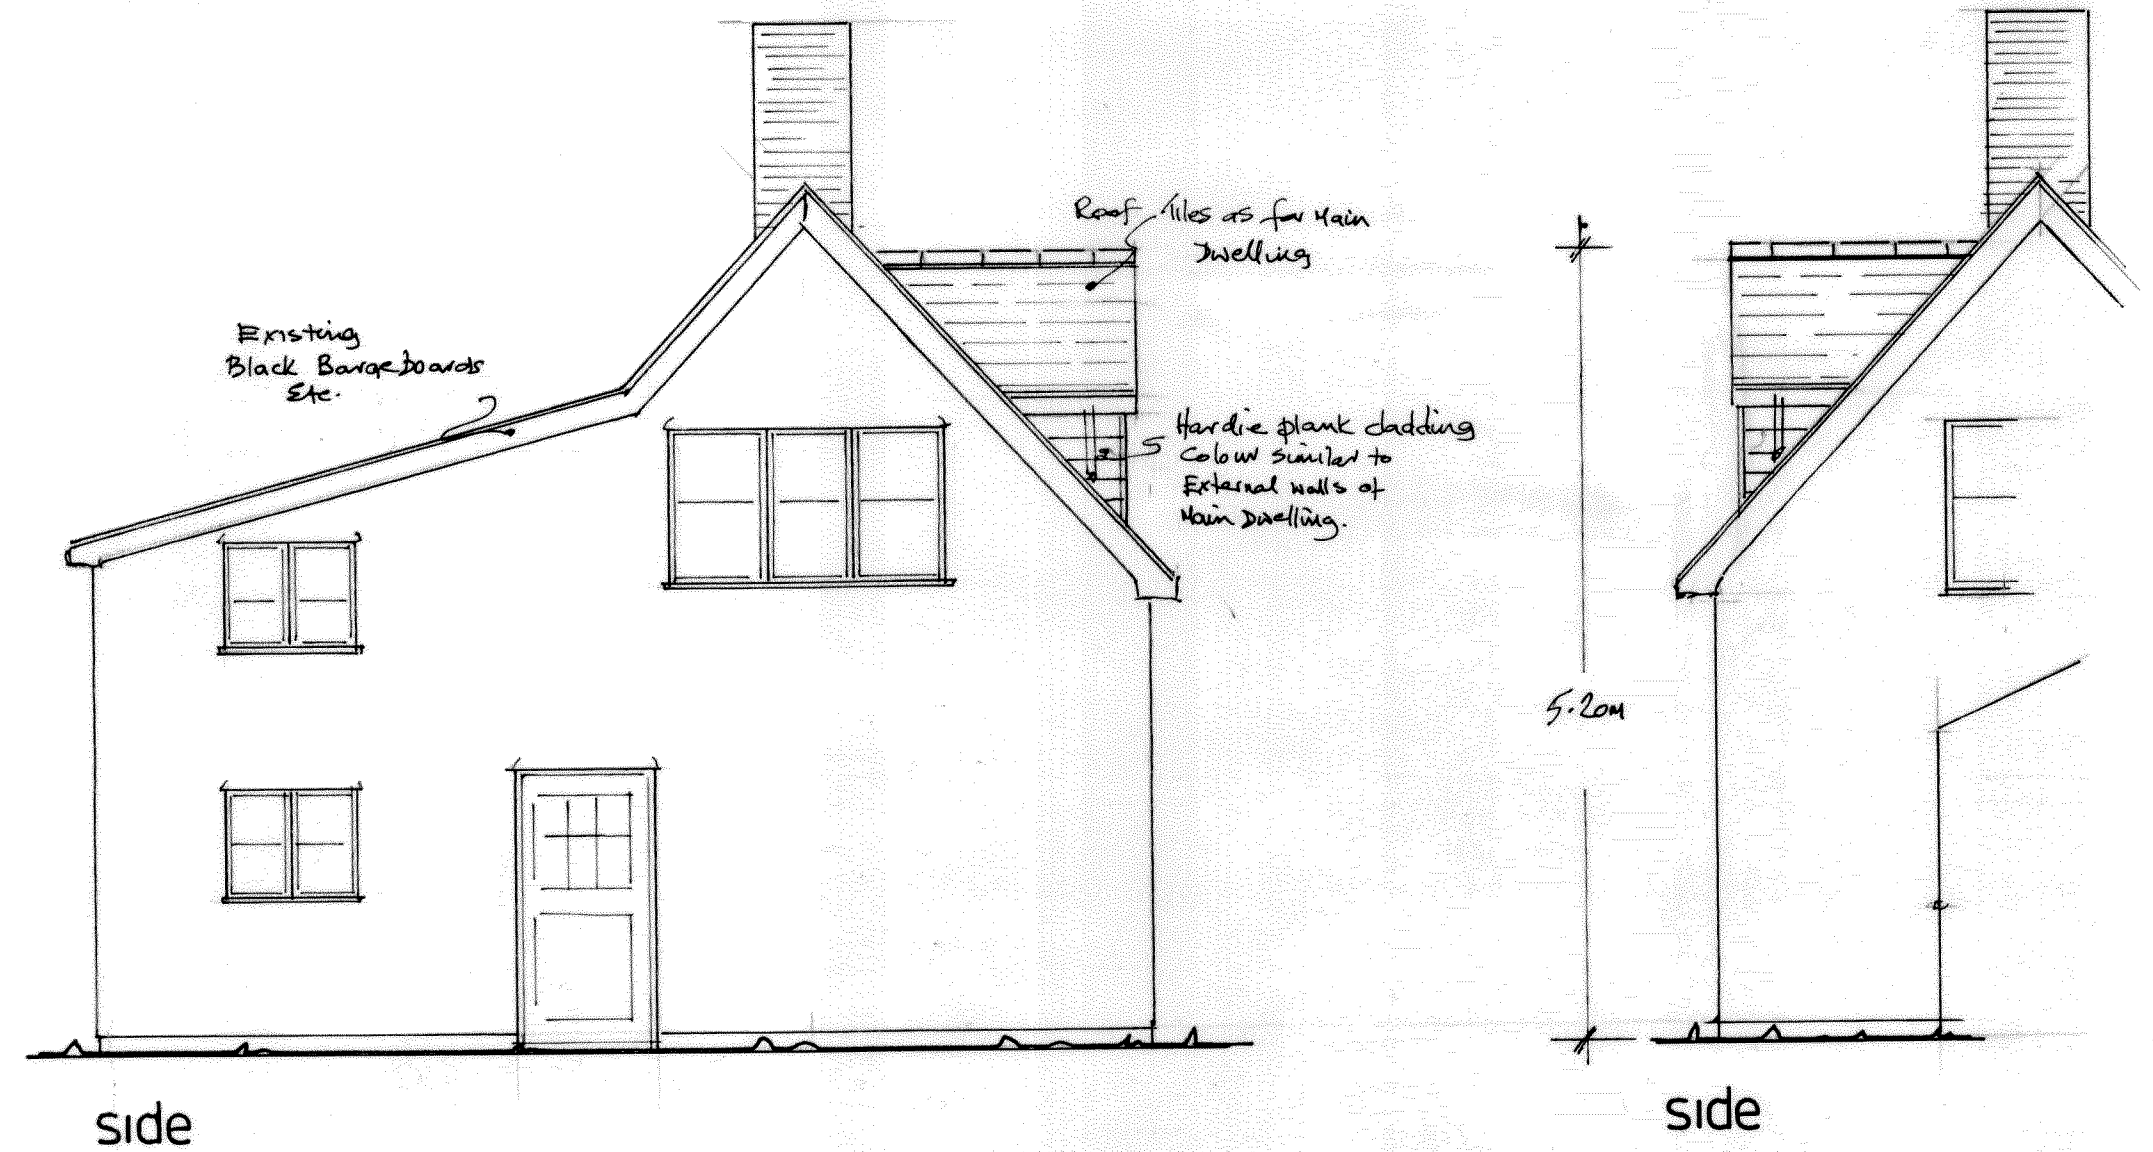 Roof Tiles as for Main
Dwelling
Existing
Black Bargeboards
Etc.
Hardie plank cladding
Colour similar to
External walls of
Main Dwelling.
5.20M
side
side